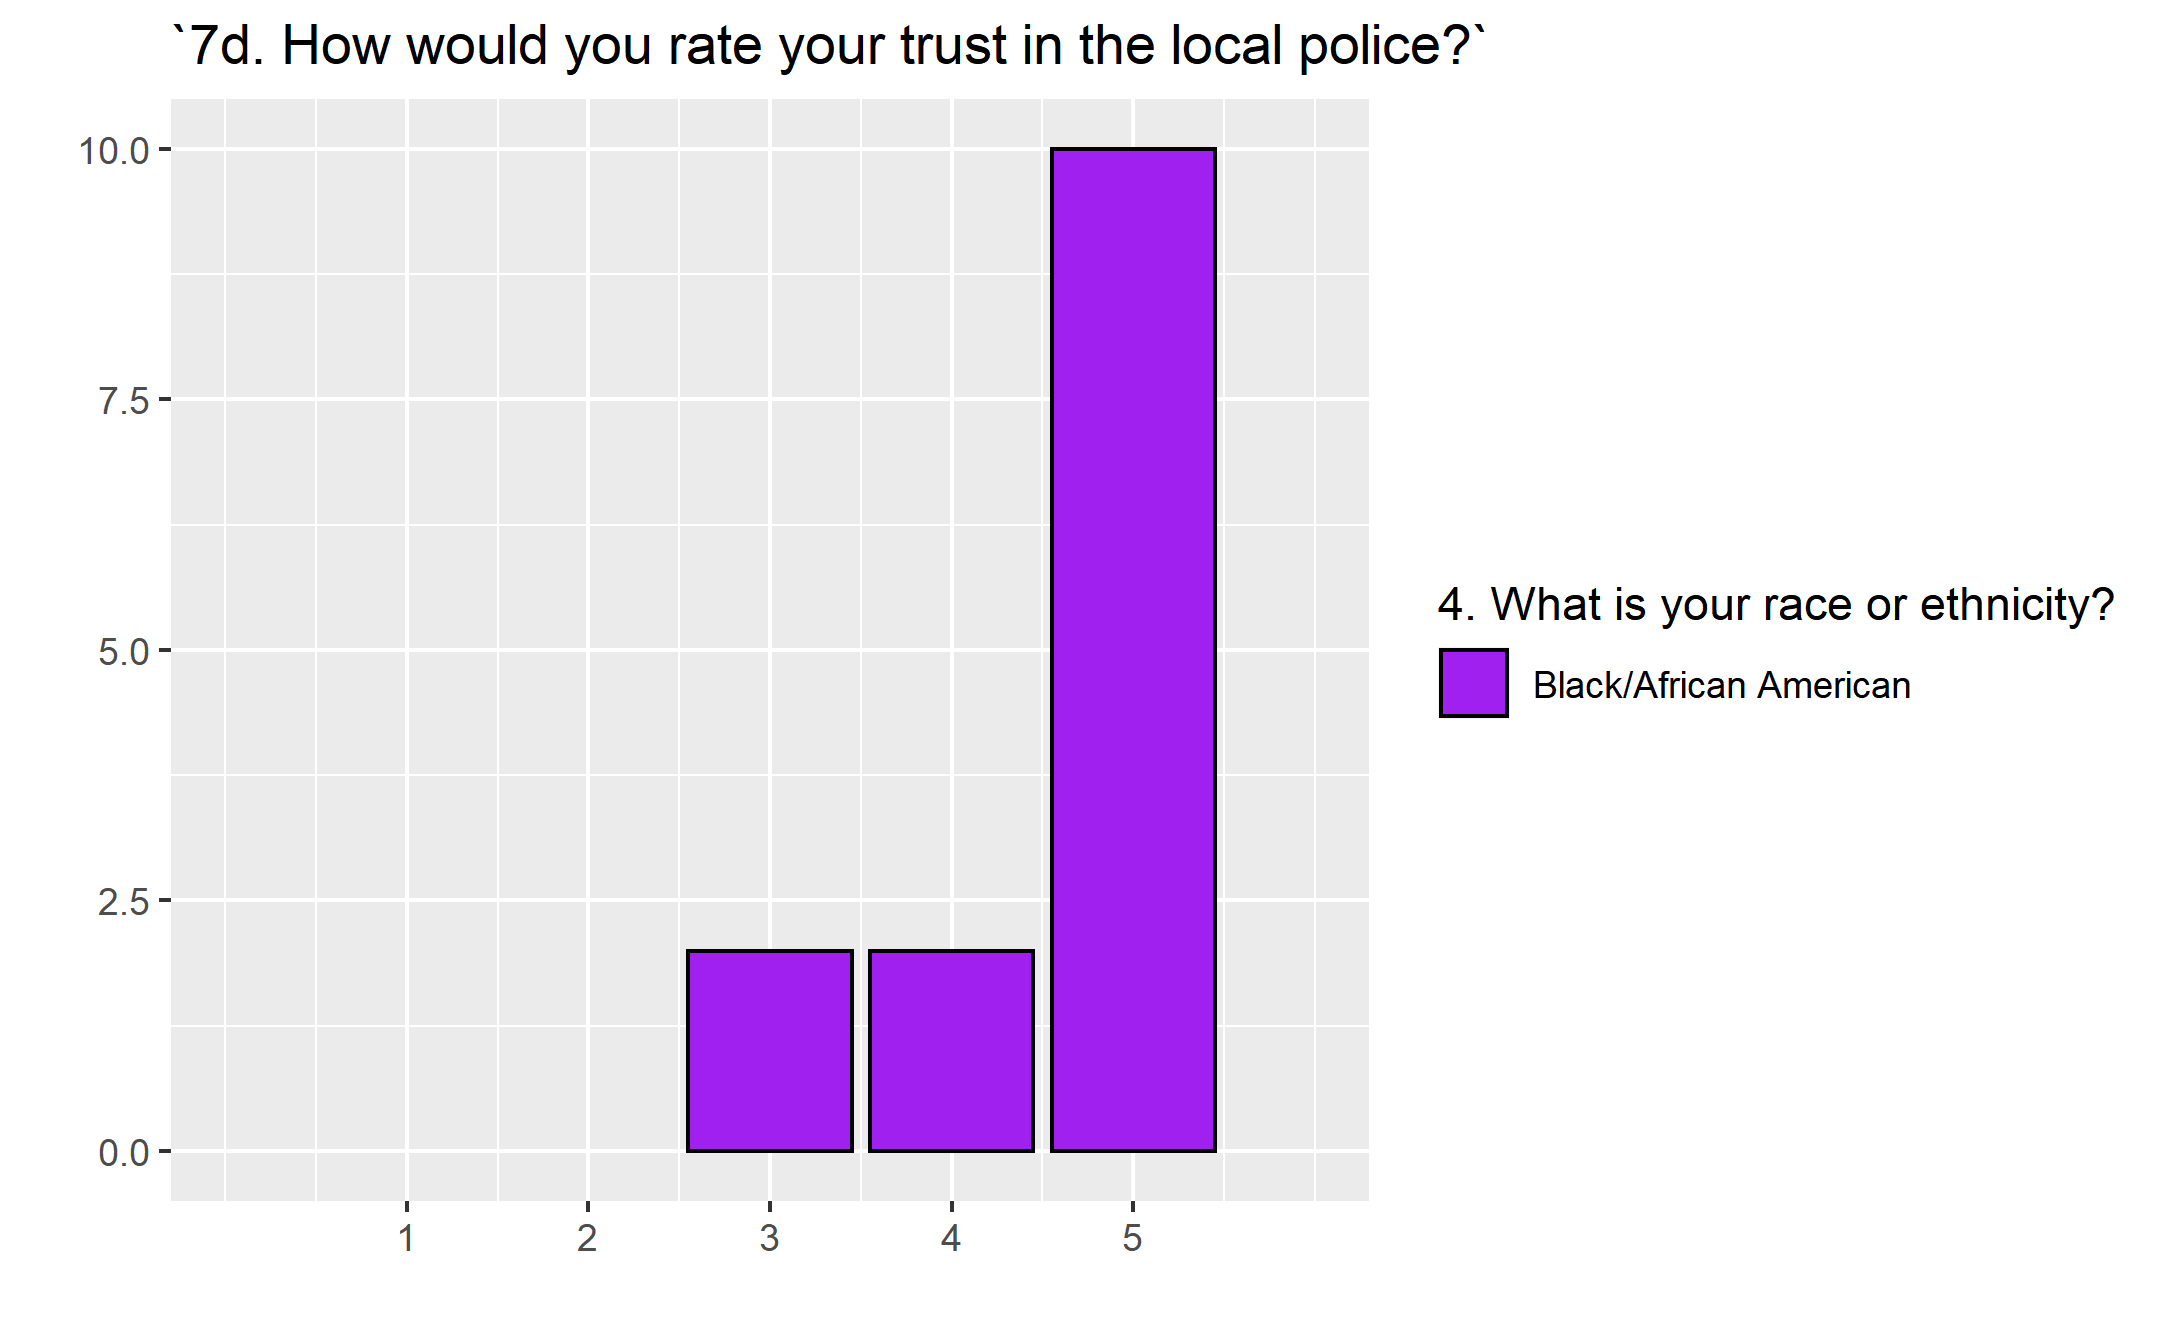 `7d. How would you rate your trust in the local police?`
10.0
7.5
5.0
2.5
0.0
1 2 3 4 5
4. What is your race or ethnicity?
Black/African American